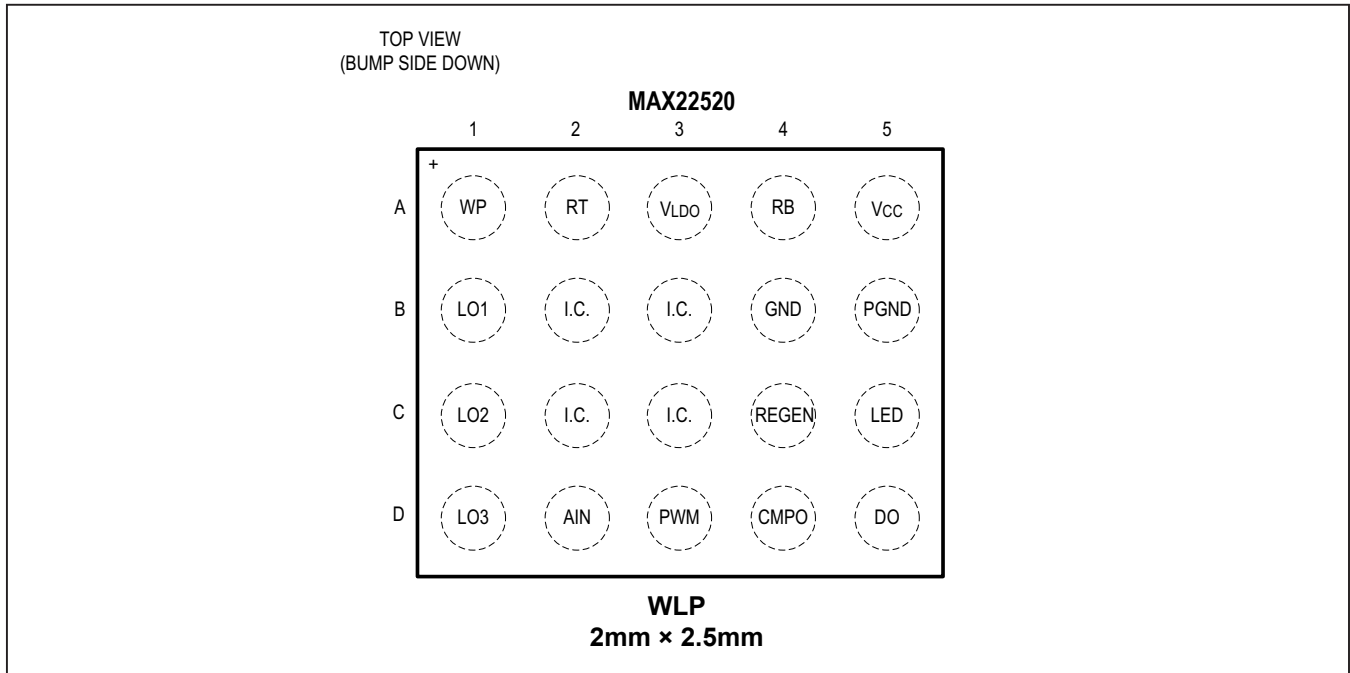 TOP VIEW
(BUMP SIDE DOWN)
MAX22520
1 2 3 4 5
+
A WP RT VLDO RB VCC
B LO1 I.C. I.C. GND PGND
C LO2 I.C. I.C. REGEN LED
D LO3 AIN PWM CMPO DO
WLP
2mm × 2.5mm